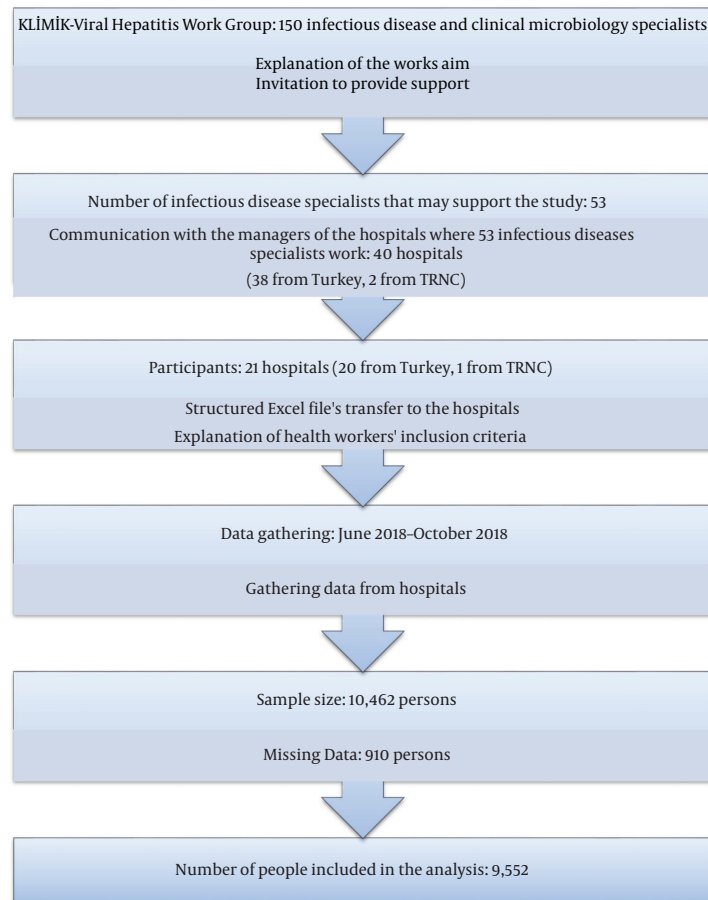 KLİMİK-Viral Hepatitis Work Group: 150 infectious disease and clinical microbiology specialists
Explanation of the works aim
Invitation to provide support
Number of infectious disease specialists that may support the study: 53
Communication with the managers of the hospitals where 53 infectious diseases
specialists work: 40 hospitals
(38 from Turkey, 2 from TRNC)
Participants: 21 hospitals (20 from Turkey, 1 from TRNC)
Structured Excel file's transfer to the hospitals
Explanation of health workers' inclusion criteria
Data gathering: June 2018–October 2018
Gathering data from hospitals
Sample size: 10,462 persons
Missing Data: 910 persons
Number of people included in the analysis: 9,552